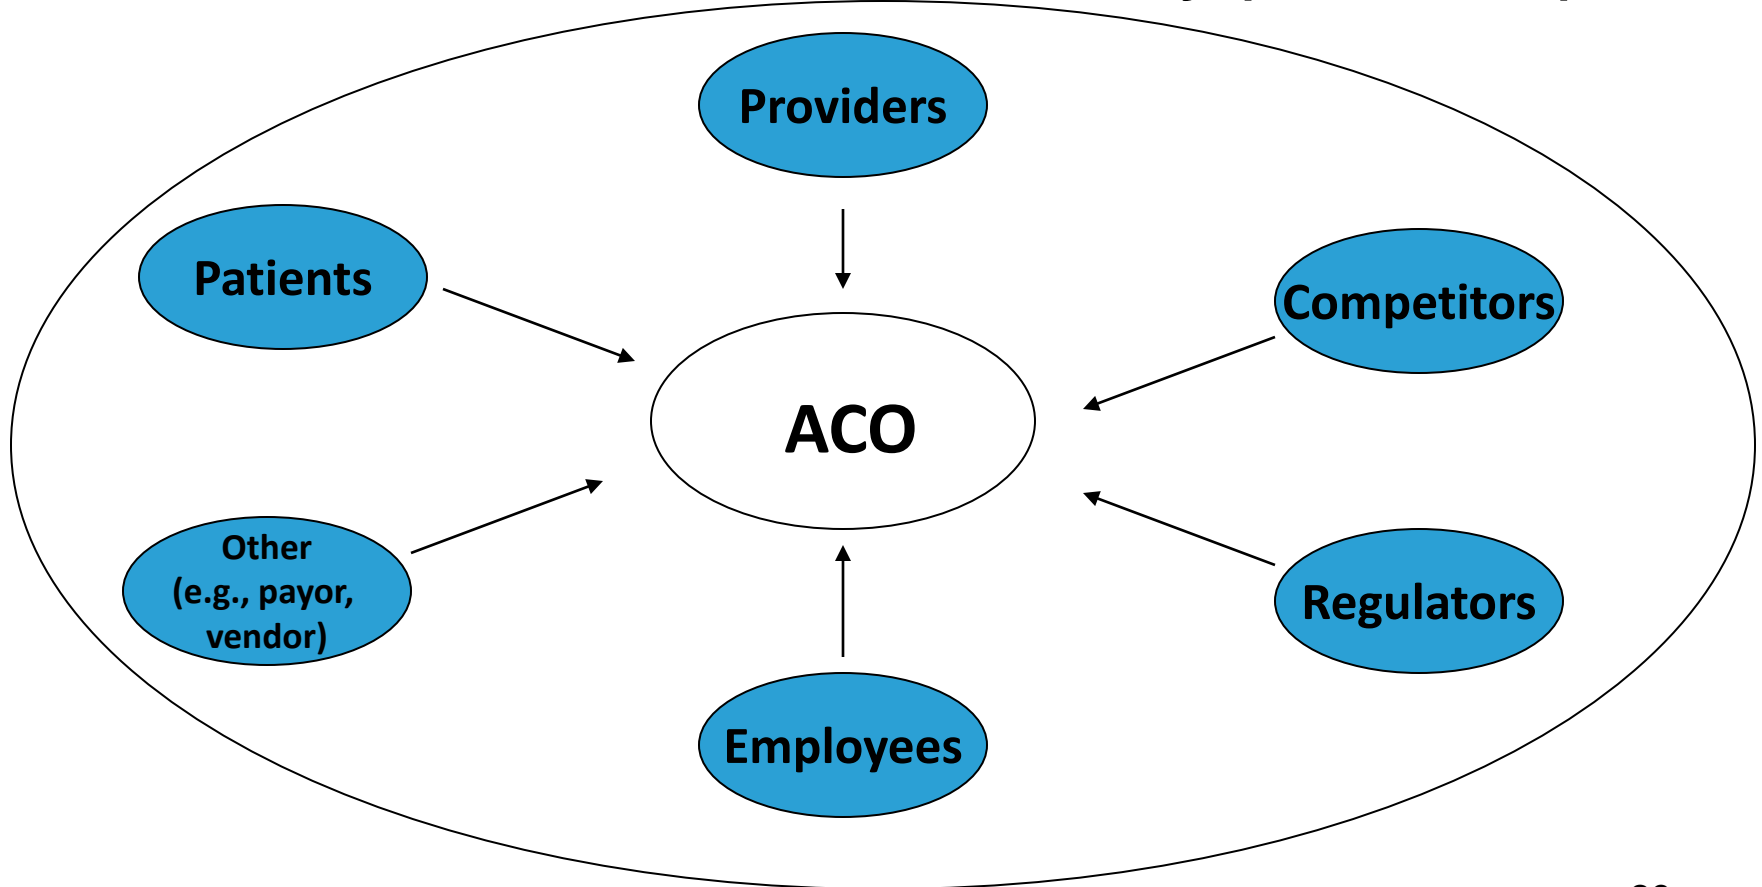 Providers
Patients
Competitors
ACO
Other
(e.g., payor,
vendor)
Regulators
Employees